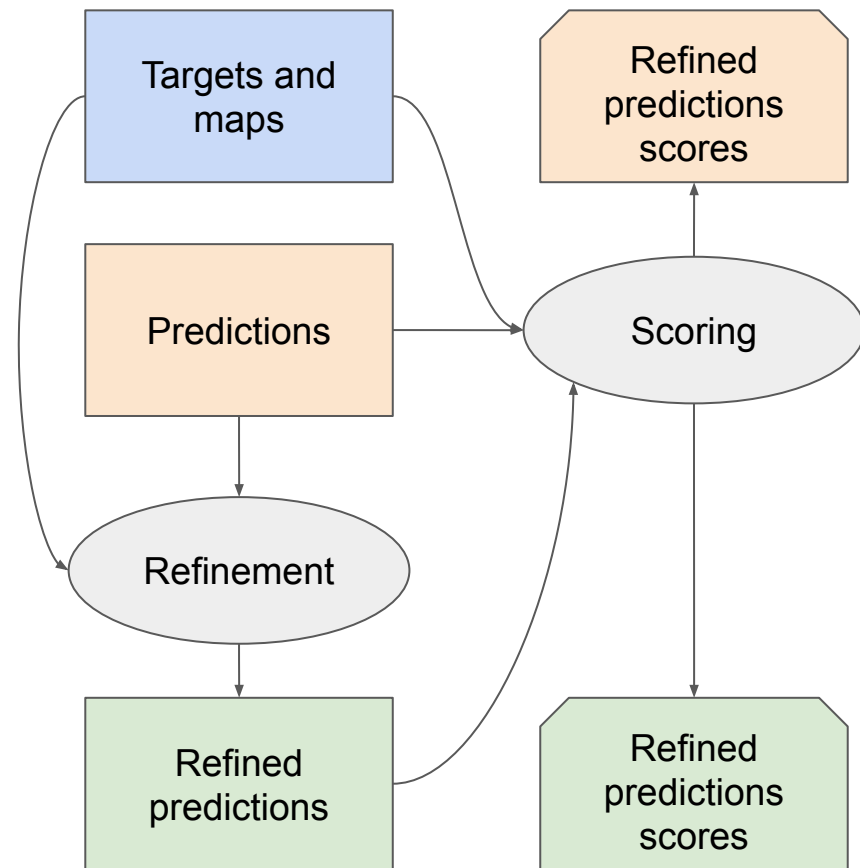 Targets and
maps
Refined
predictions
scores
Predictions
Scoring
Refinement
Refined
predictions
Refined
predictions
scores